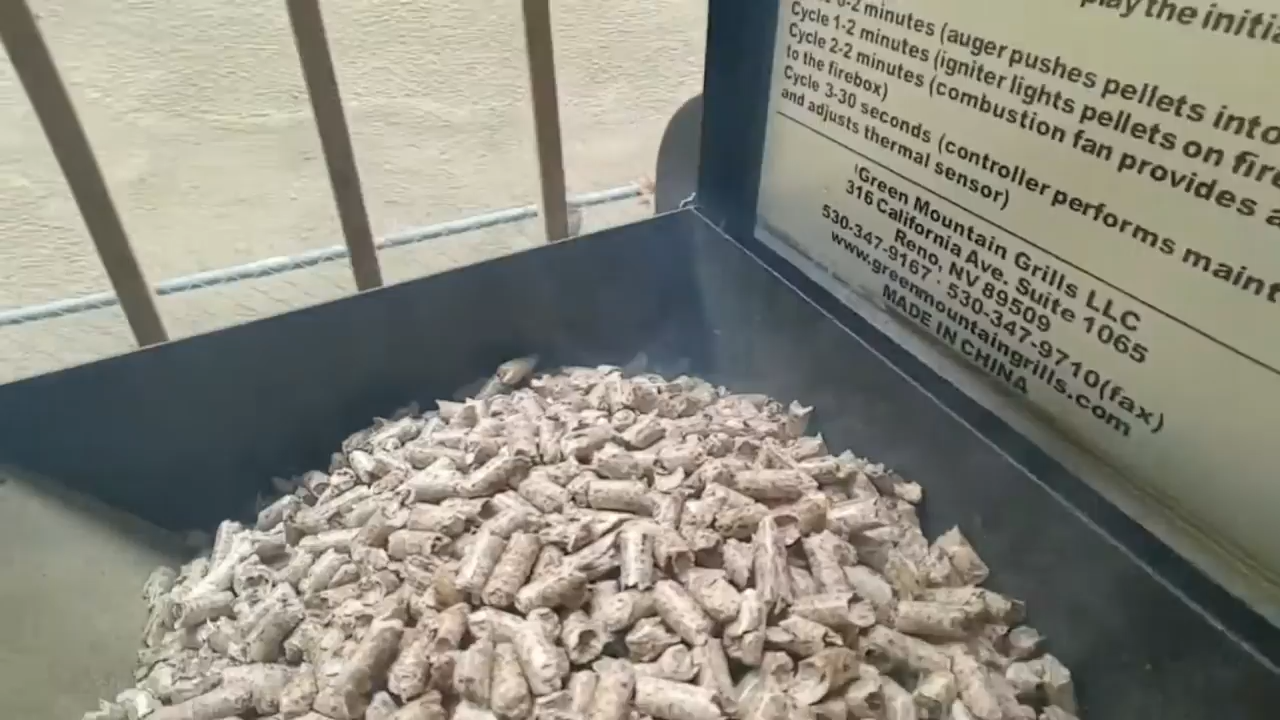 play the initia
0-2 minutes (auger pushes pellets into
Cycle 1-2 minutes (igniter lights pellets on fire
Cycle 2-2 minutes (combustion fan provides a
to the firebox)
Cycle 3-30 seconds (controller performs maint
and adjusts thermal sensor)
Green Mountain Grills LLC
316 California Ave. Suite 1065
Reno, NV 89509
530-347-9167 · 530-347-9710(fax)
www.greenmountaingrills.com
MADE IN CHINA